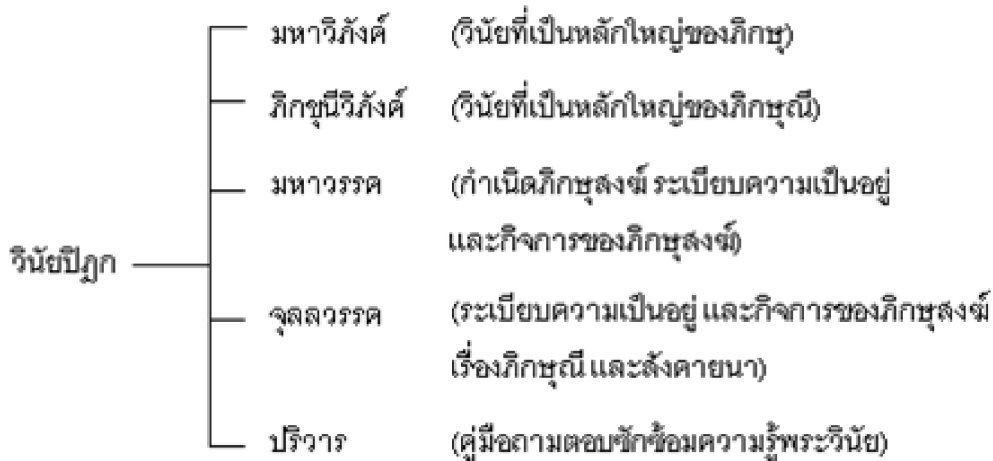 มหาวิภังค์ (วินัยที่เป็นหลักใหญ่ของภิกษุ)
ภิกขุนีวิภังค์ (วินัยที่เป็นหลักใหญ่ของภิกษุณี)
มหาวรรค (กำเนิดภิกษุสงฆ์ ระเบียบความเป็นอยู่
และกิจการของภิกษุสงฆ์)
วินัยปิฎก
จุลลวรรค (ระเบียบความเป็นอยู่ และกิจการของภิกษุสงฆ์
เรื่องภิกษุณี และสังคายนา)
ปริวาร (คู่มือถามตอบซักซ้อมความรู้พระวินัย)